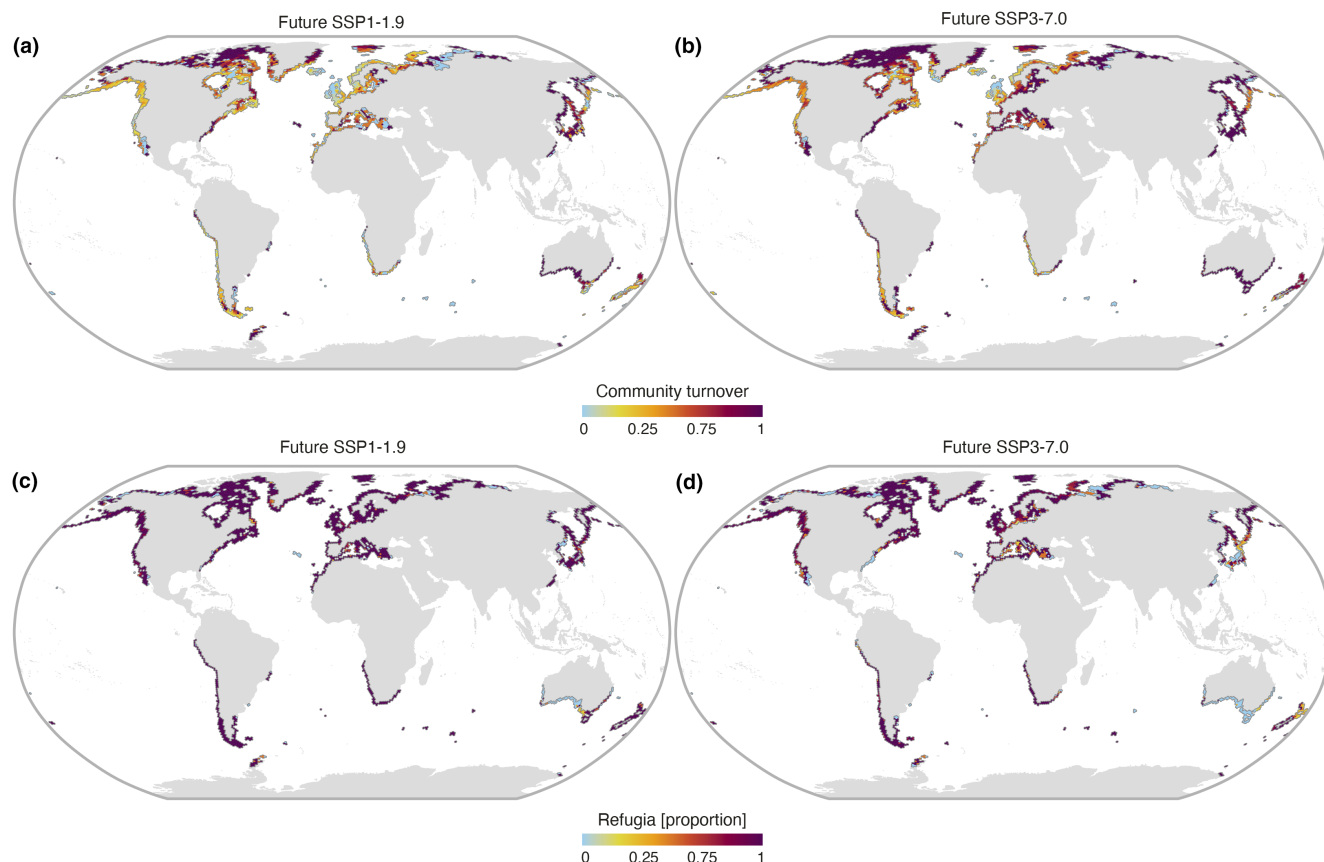 Future SSP1-1.9
Future SSP3-7.0
(a)
(b)
Community turnover
0 0.25 0.75 1
Future SSP1-1.9
Future SSP3-7.0
(c)
(d)
Refugia [proportion]
0 0.25 0.75 1